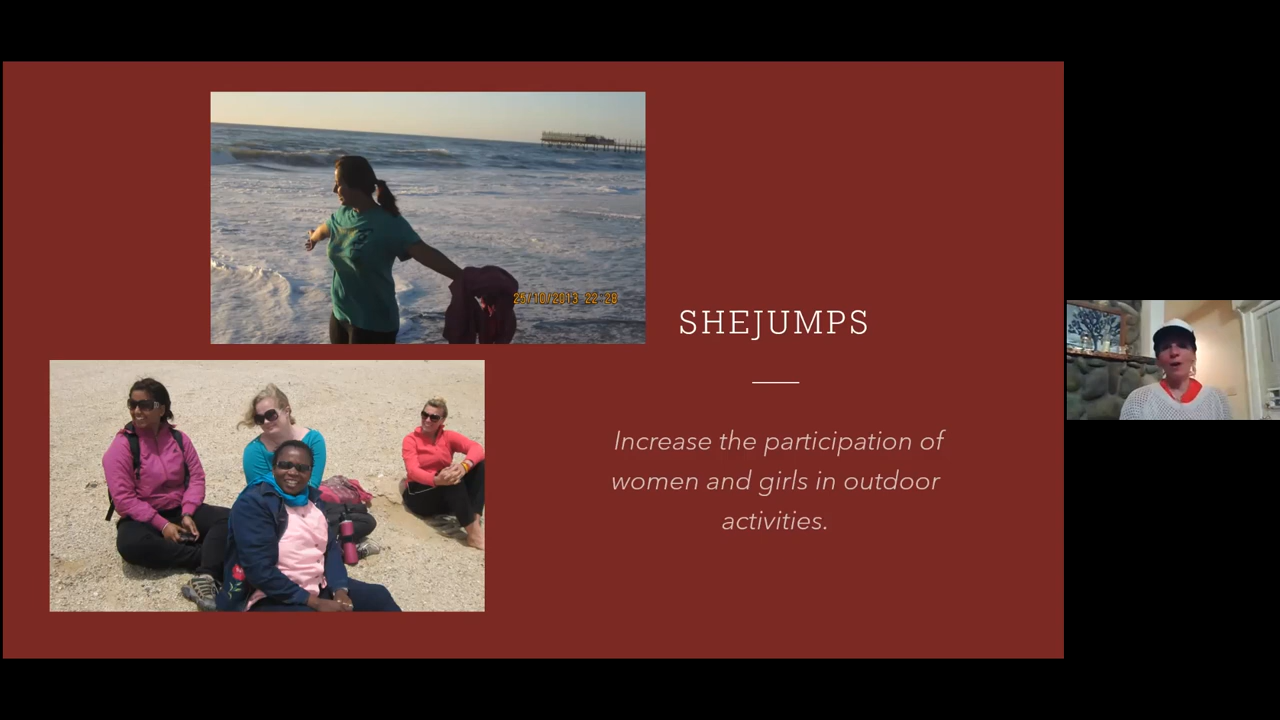 25/10/2013 22:28
SHEJUMPS
Increase the participation of
women and girls in outdoor
activities.